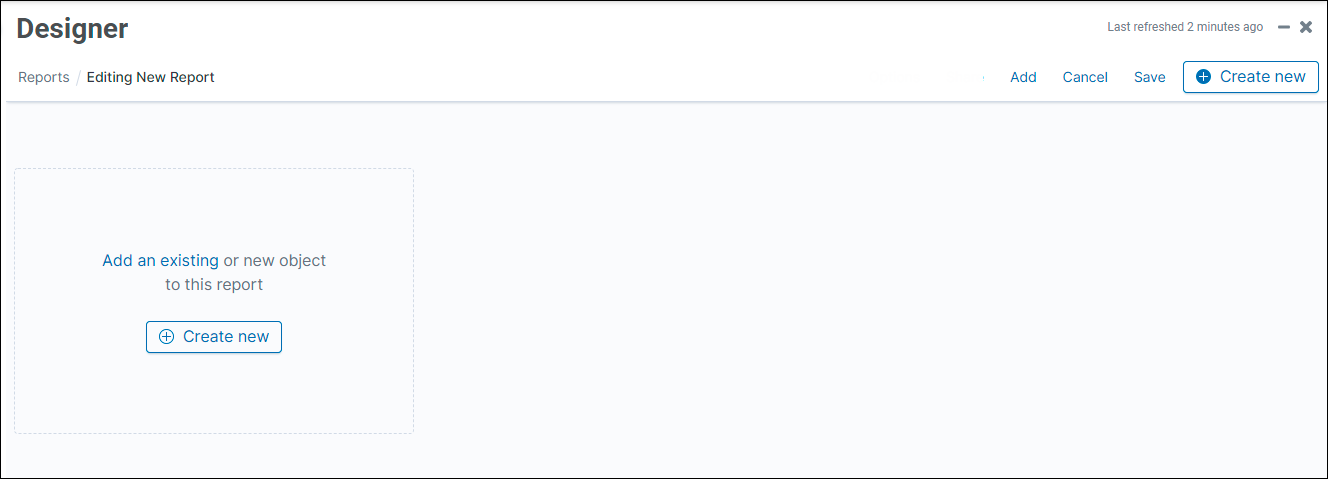 Designer
Last refreshed 2 minutes ago
Reports / Editing New Report
Add Cancel Save Create new
Add an existing or new object
to this report
Create new